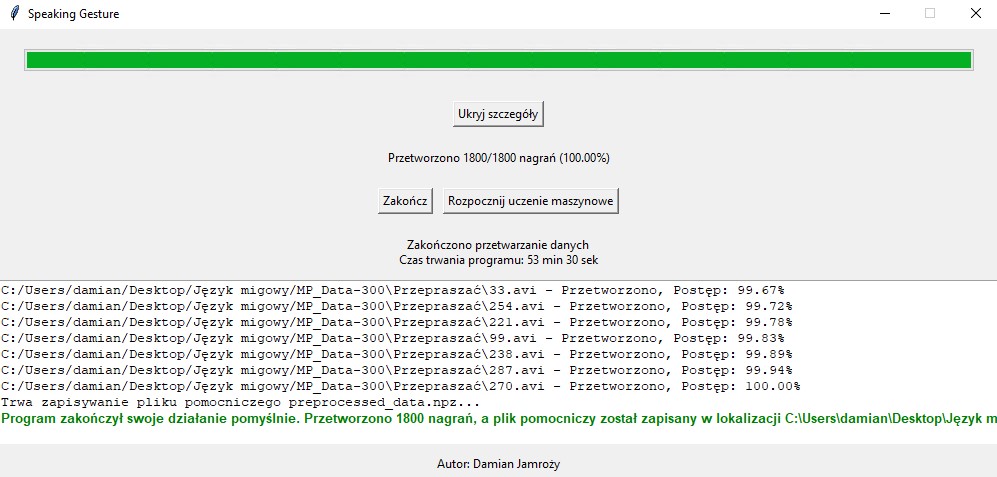 Speaking Gesture
Ukryj szczegóły
Przetworzono 1800/1800 nagrań (100.00%)
Zakończ Rozpocznij uczenie maszynowe
Zakończono przetwarzanie danych
Czas trwania programu: 53 min 30 sek
C:/Users/damian/Desktop/Język migowy/MP_Data-300\Przepraszać\33.avi - Przetworzono, Postęp: 99.67%
C:/Users/damian/Desktop/Język migowy/MP_Data-300\Przepraszać\254.avi - Przetworzono, Postęp: 99.72%
C:/Users/damian/Desktop/Język migowy/MP_Data-300\Przepraszać\221.avi - Przetworzono, Postęp: 99.78%
C:/Users/damian/Desktop/Język migowy/MP_Data-300\Przepraszać\99.avi - Przetworzono, Postęp: 99.83%
C:/Users/damian/Desktop/Język migowy/MP_Data-300\Przepraszać\238.avi - Przetworzono, Postęp: 99.89%
C:/Users/damian/Desktop/Język migowy/MP_Data-300\Przepraszać\287.avi - Przetworzono, Postęp: 99.94%
C:/Users/damian/Desktop/Język migowy/MP_Data-300\Przepraszać\270.avi - Przetworzono, Postęp: 100.00%
Trwa zapisywanie pliku pomocniczego preprocessed_data.npz...
Program zakończył swoje działanie pomyślnie. Przetworzono 1800 nagrań, a plik pomocniczy został zapisany w lokalizacji C:\Users\damian\Desktop\Język m
Autor: Damian Jamroży